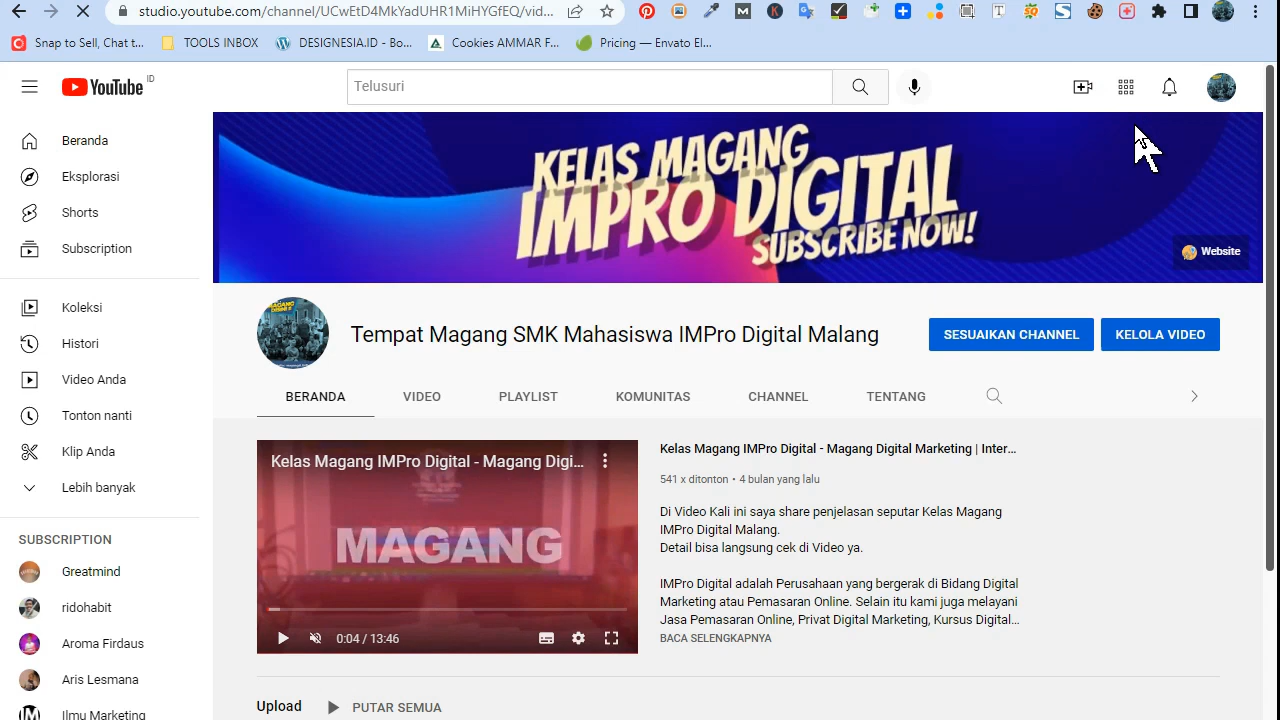 studio.youtube.com/channel/UCwEtD4MkYadUHR1MiHYGfEQ/vid...
Snap to Sell, Chat t...
TOOLS INBOX
DESIGNESIA.ID - Bo...
Cookies AMMAR F...
Pricing — Envato El...
YouTube ID
Telusuri
Beranda
Eksplorasi
Shorts
Subscription
Koleksi
Histori
Video Anda
Tonton nanti
Klip Anda
Lebih banyak
SUBSCRIPTION
Greatmind
ridohabit
Aroma Firdaus
Aris Lesmana
Ilmu Marketing
KELAS MAGANG
IMPRO DIGITAL
SUBSCRIBE NOW!
Website
Tempat Magang SMK Mahasiswa IMPro Digital Malang
SESUAIKAN CHANNEL
KELOLA VIDEO
BERANDA
VIDEO
PLAYLIST
KOMUNITAS
CHANNEL
TENTANG
Kelas Magang IMPro Digital - Magang Digi...
MAGANG
0:04 / 13:46
Kelas Magang IMPro Digital - Magang Digital Marketing | Inter...
541 x ditonton • 4 bulan yang lalu
Di Video Kali ini saya share penjelasan seputar Kelas Magang
IMPro Digital Malang.
Detail bisa langsung cek di Video ya.
IMPro Digital adalah Perusahaan yang bergerak di Bidang Digital
Marketing atau Pemasaran Online. Selain itu kami juga melayani
Jasa Pemasaran Online, Privat Digital Marketing, Kursus Digital...
BACA SELENGKAPNYA
Upload
PUTAR SEMUA